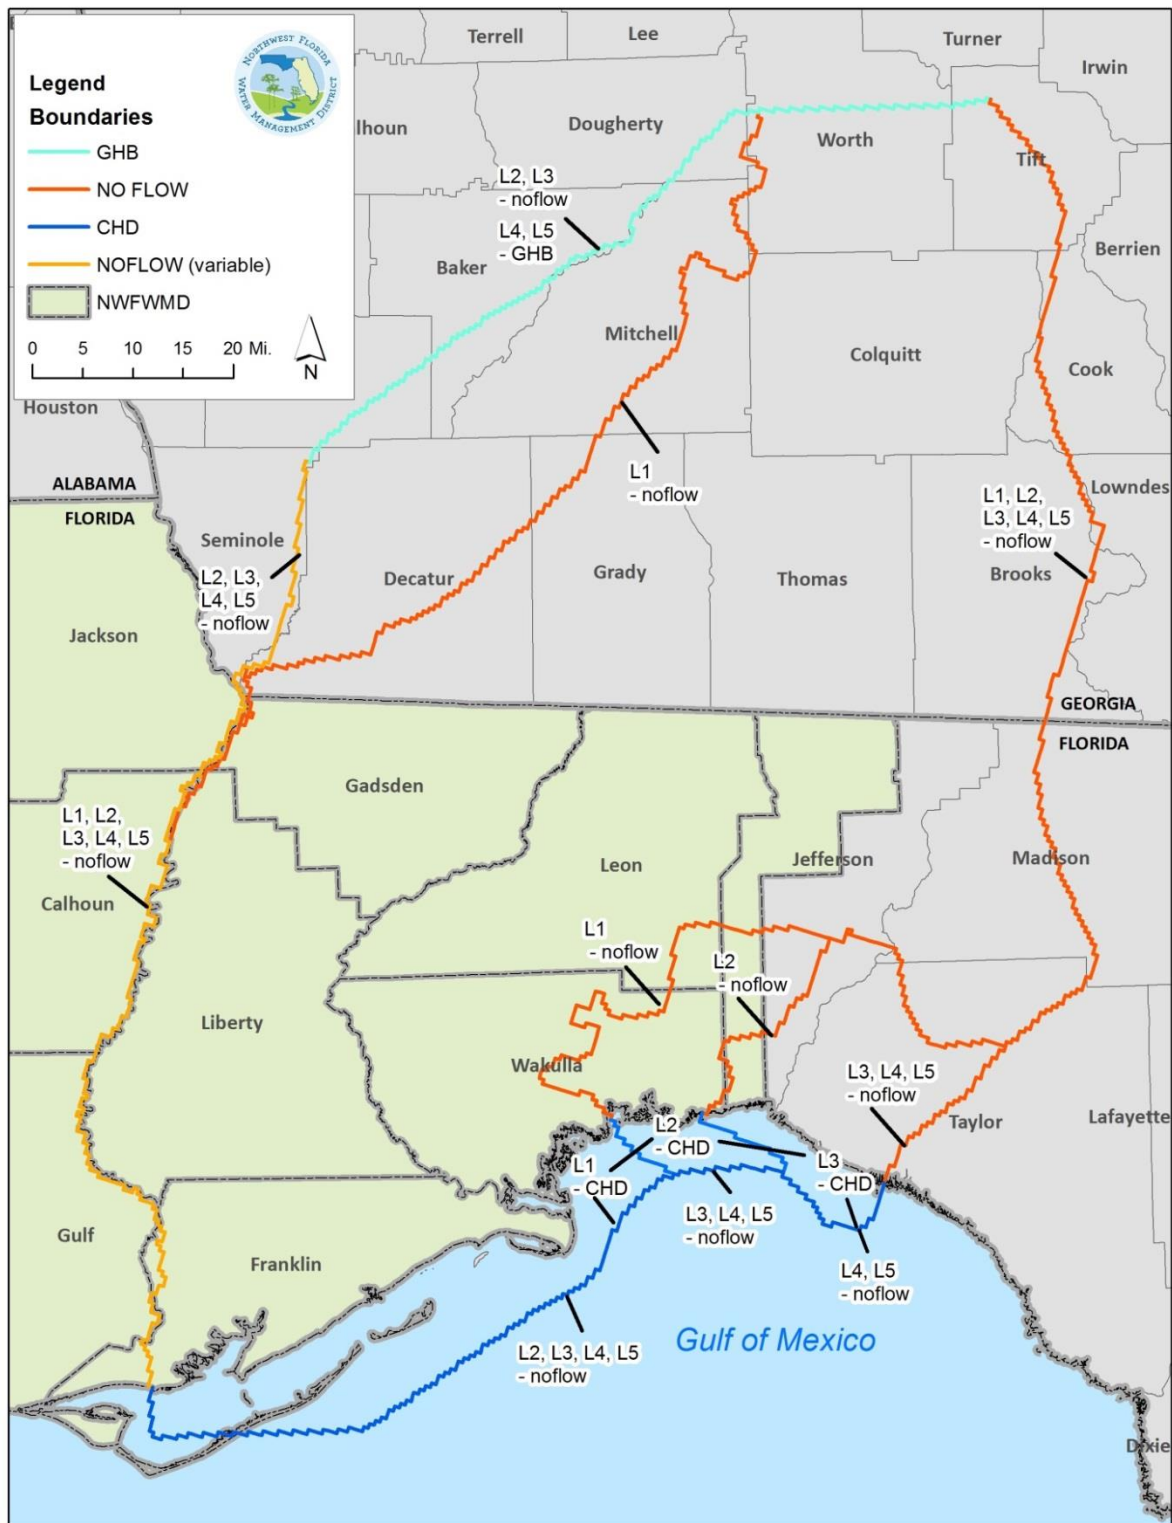 Legend
Boundaries
GHB
NO FLOW
CHD
NOFLOW (variable)
NWFWMD
0 5 10 15 20 Mi.
N
NORTHWEST FLORIDA
WATER MANAGEMENT DISTRICT
Terrell
Lee
Turner
Irwin
lhoun
Dougherty
Worth
Tift
L2, L3
- noflow
L4, L5
- GHB
Baker
Berrien
Mitchell
Colquitt
Cook
Houston
L1
- noflow
ALABAMA
FLORIDA
Lowndes
L1, L2,
L3, L4, L5
- noflow
Seminole
L2, L3,
L4, L5
- noflow
Decatur
Grady
Thomas
Brooks
Jackson
GEORGIA
FLORIDA
Gadsden
L1, L2,
L3, L4, L5
- noflow
Leon
Jefferson
Madison
Calhoun
L1
- noflow
L2
- noflow
Liberty
Wakulla
L3, L4, L5
- noflow
Taylor
Lafayette
L2
- CHD
L1
- CHD
L3
- CHD
L3, L4, L5
- noflow
Gulf
Franklin
L4, L5
- noflow
Gulf of Mexico
L2, L3, L4, L5
- noflow
Dixie